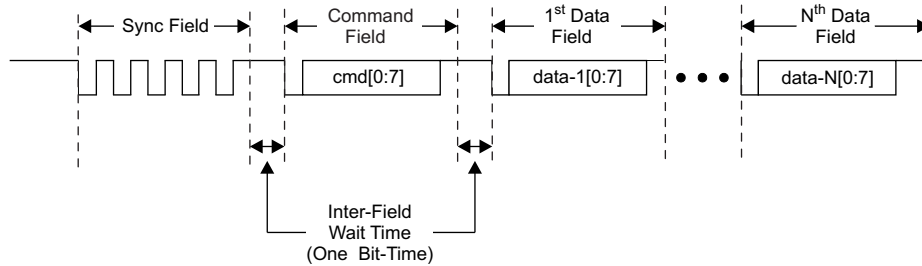 Sync Field
Command
Field
1st Data
Field
Nth Data
Field
cmd[0:7]
data-1[0:7]
data-N[0:7]
Inter-Field
Wait Time
(One Bit-Time)